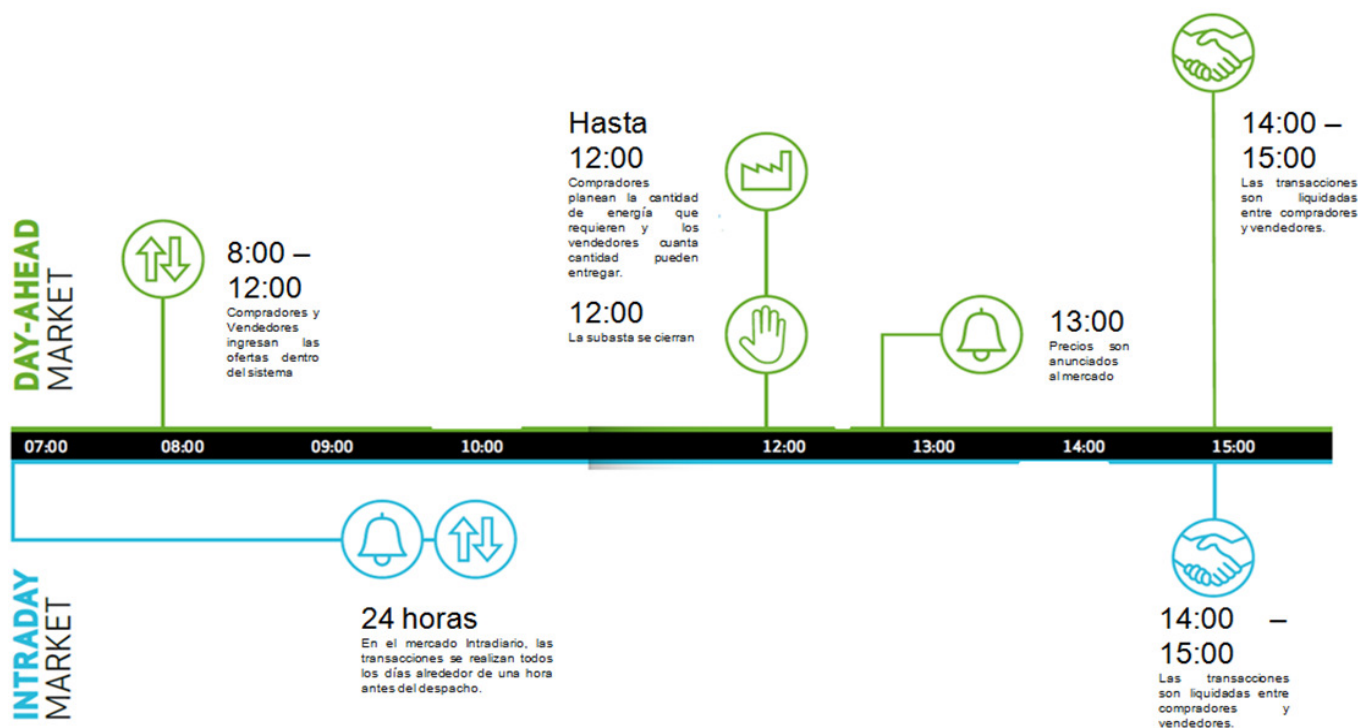 DAY-AHEAD
MARKET
8:00 –
12:00
Compradores y
Vendedores
ingresan las
ofertas dentro
del sistema
Hasta
12:00
Compradores
planean la cantidad
de energía que
requieren y los
vendedores cuanta
cantidad pueden
entregar.
12:00
La subasta se cierran
13:00
Precios son
anunciados
al mercado
14:00 –
15:00
Las transacciones
son liquidadas
entre compradores
y vendedores.
07:00 08:00 09:00 10:00 12:00 13:00 14:00 15:00
INTRADAY
MARKET
24 horas
En el mercado Intradiario, las
transacciones se realizan todos
los días alrededor de una hora
antes del despacho.
14:00 –
15:00
Las transacciones
son liquidadas entre
compradores y
vendedores.